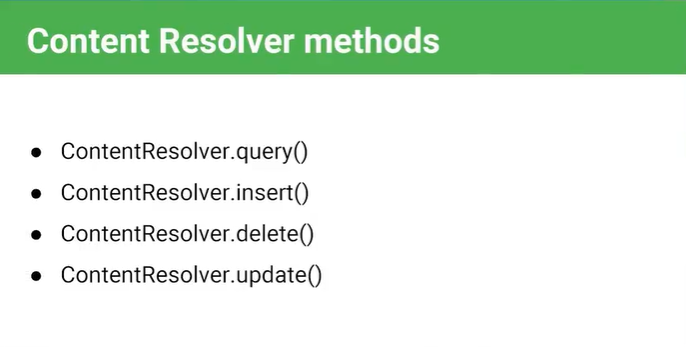 Content Resolver methods
● ContentResolver.query()
● ContentResolver.insert()
● ContentResolver.delete()
● ContentResolver.update()